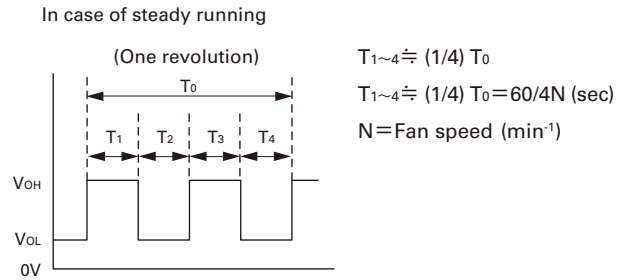 In case of steady running
(One revolution)
T0
T1 T2 T3 T4
VOH
VOL
0V
T1~4≒ (1/4) T0
T1~4≒ (1/4) T0＝60/4N (sec)
N＝Fan speed (min-1)